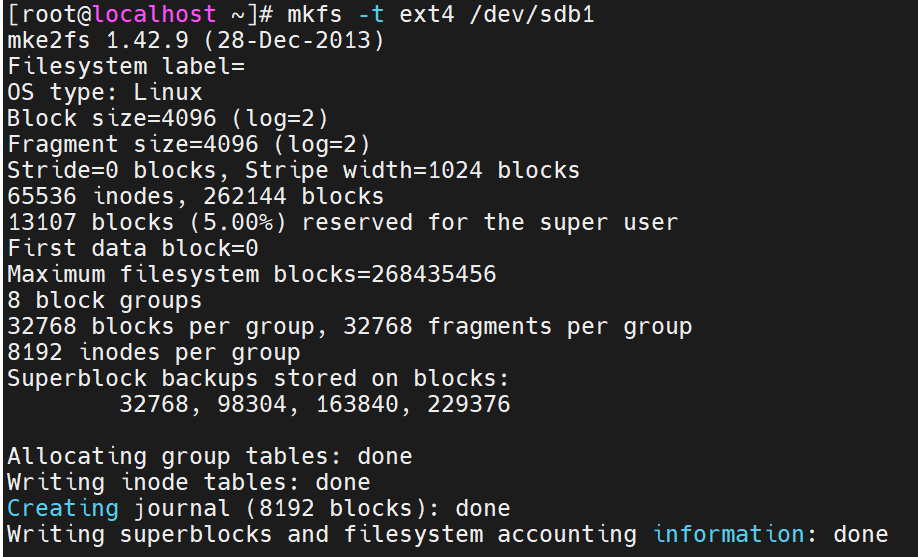 [root@localhost ~]# mkfs -t ext4 /dev/sdb1
mke2fs 1.42.9 (28-Dec-2013)
Filesystem label=
OS type: Linux
Block size=4096 (log=2)
Fragment size=4096 (log=2)
Stride=0 blocks, Stripe width=1024 blocks
65536 inodes, 262144 blocks
13107 blocks (5.00%) reserved for the super user
First data block=0
Maximum filesystem blocks=268435456
8 block groups
32768 blocks per group, 32768 fragments per group
8192 inodes per group
Superblock backups stored on blocks:
        32768, 98304, 163840, 229376

Allocating group tables: done
Writing inode tables: done
Creating journal (8192 blocks): done
Writing superblocks and filesystem accounting information: done